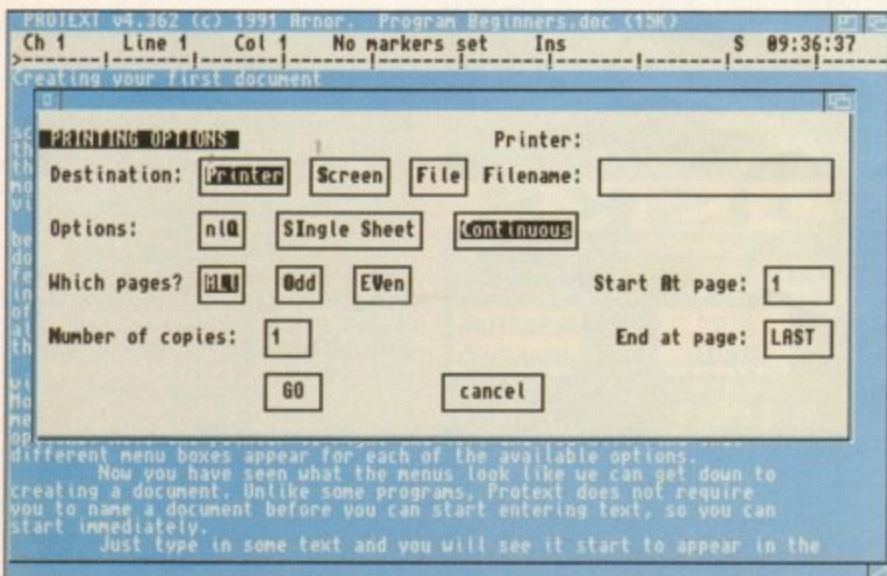 PROTEXT v4.362 (c) 1991 Arnor. Program Beginners.doc (15K)
Ch 1 Line 1 Col 1 No markers set Ins S 09:36:37
>-------!-------!-------!-------!-------!-------!-------!-------!-------!-------!-------!-----
Creating your first document
PRINTING OPTIONS Printer:
Destination: Printer Screen File Filename:
Options: nlQ SIngle Sheet Continuous
Which pages? ALL Odd EVen Start At page: 1
Number of copies: 1 End at page: LAST
GO cancel
different menu boxes appear for each of the available options.
Now you have seen what the menus look like we can get down to
creating a document. Unlike some programs, Protext does not require
you to name a document before you can start entering text, so you can
start immediately.
Just type in some text and you will see it start to appear in the